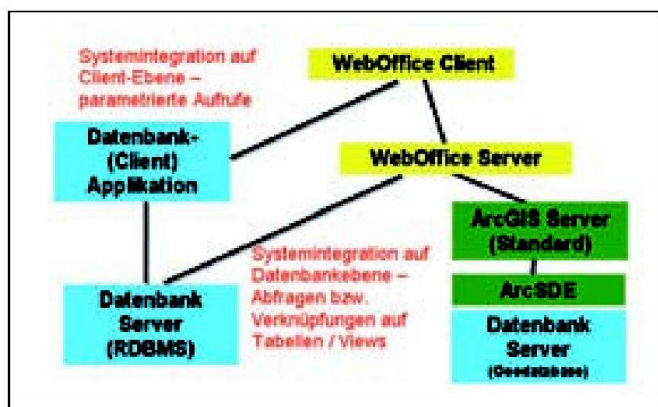 Systemintegration auf
Client-Ebene –
parametrierte Aufrufe
WebOffice Client
Datenbank-
(Client)
Applikation
WebOffice Server
ArcGIS Server
(Standard)
ArcSDE
Systemintegration auf
Datenbankebene –
Abfragen bzw.
Verknüpfungen auf
Tabellen / Views
Datenbank
Server
(RDBMS)
Datenbank
Server
(Geodatabase)